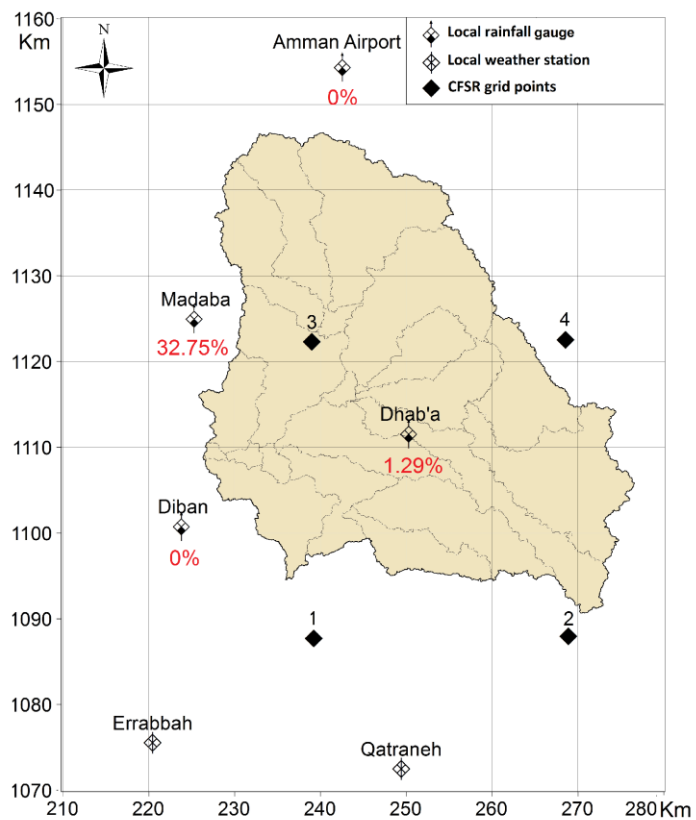 1160
Km
N
Amman Airport
0%
Local rainfall gauge
Local weather station
CFSR grid points
1150
1140
1130
Madaba
32.75%
3
4
1120
Dhab'a
1.29%
1110
Diban
0%
1100
1090
1
2
1080
Errabbah
Qatraneh
1070
210 220 230 240 250 260 270 280 Km